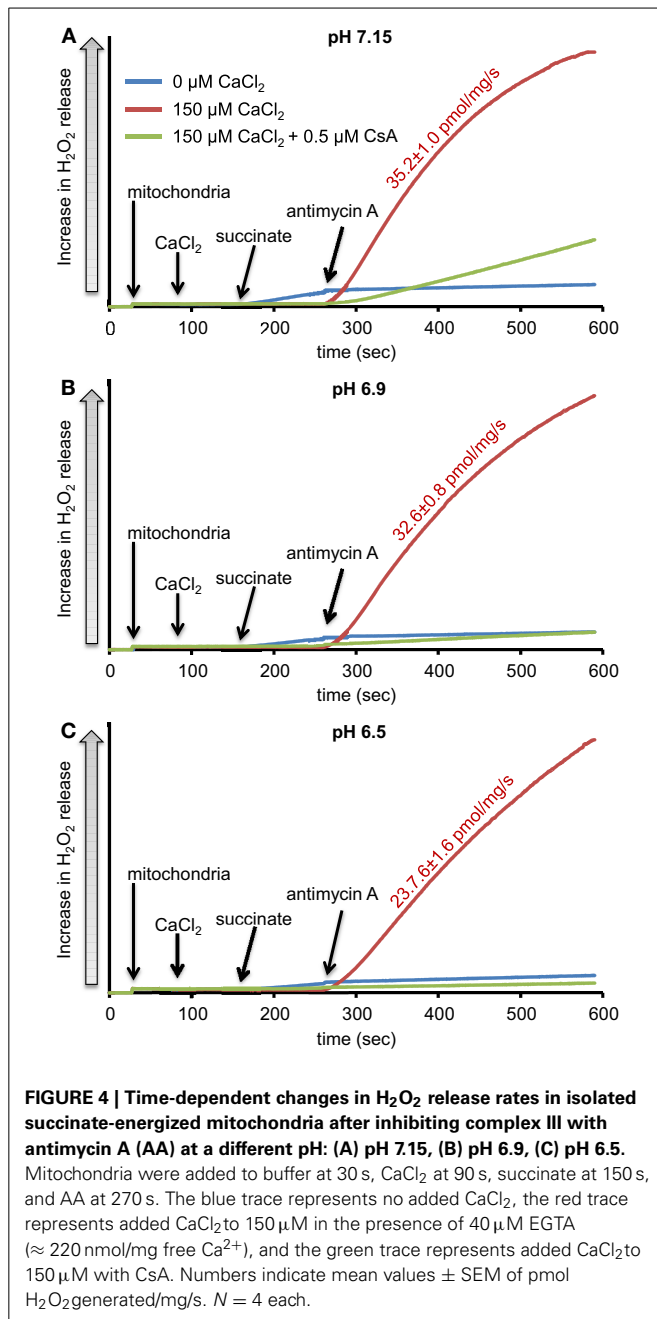 A
pH 7.15
0 µM CaCl₂
150 µM CaCl₂
150 µM CaCl₂ + 0.5 µM CsA
Increase in H₂O₂ release
mitochondria
CaCl₂
succinate
antimycin A
35.2±1.0 pmol/mg/s
0 100 200 300 400 500 600
time (sec)
B
pH 6.9
Increase in H₂O₂ release
mitochondria
CaCl₂
succinate
antimycin A
32.6±0.8 pmol/mg/s
0 100 200 300 400 500 600
time (sec)
C
pH 6.5
Increase in H₂O₂ release
mitochondria
CaCl₂
succinate
antimycin A
23.7.6±1.6 pmol/mg/s
0 100 200 300 400 500 600
time (sec)
FIGURE 4 | Time-dependent changes in H₂O₂ release rates in isolated
succinate-energized mitochondria after inhibiting complex III with
antimycin A (AA) at a different pH: (A) pH 7.15, (B) pH 6.9, (C) pH 6.5.
Mitochondria were added to buffer at 30 s, CaCl₂ at 90 s, succinate at 150 s,
and AA at 270 s. The blue trace represents no added CaCl₂, the red trace
represents added CaCl₂to 150 µM in the presence of 40 µM EGTA
(≈ 220 nmol/mg free Ca²⁺), and the green trace represents added CaCl₂to
150 µM with CsA. Numbers indicate mean values ± SEM of pmol
H₂O₂generated/mg/s. N = 4 each.